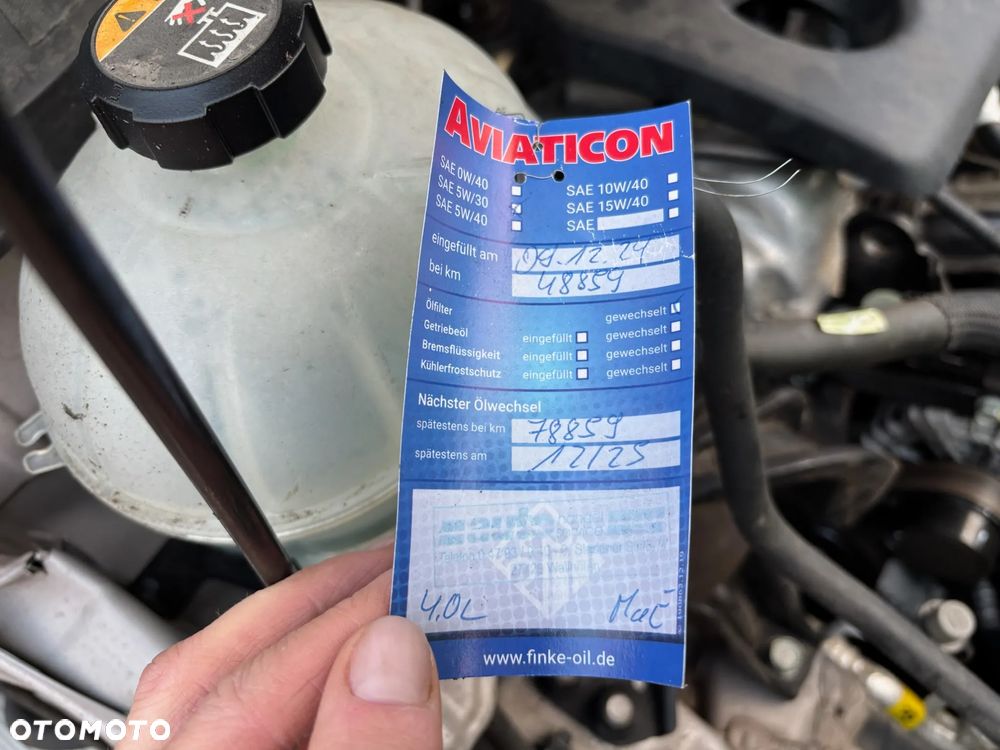 AVIATICON
SAE 0W/40
SAE 5W/30
SAE 5W/40
SAE 10W/40
SAE 15W/40
SAE
eingefüllt am 09.12.24
bei km 48859
Ölfilter gewechselt
Getriebeöl eingefüllt gewechselt
Bremsflüssigkeit eingefüllt gewechselt
Kühlerfrostschutz eingefüllt gewechselt
Nächster Ölwechsel
spätestens bei km 78859
spätestens am 12/25
Telefon
4.0L
www.finke-oil.de
OTOMOTO